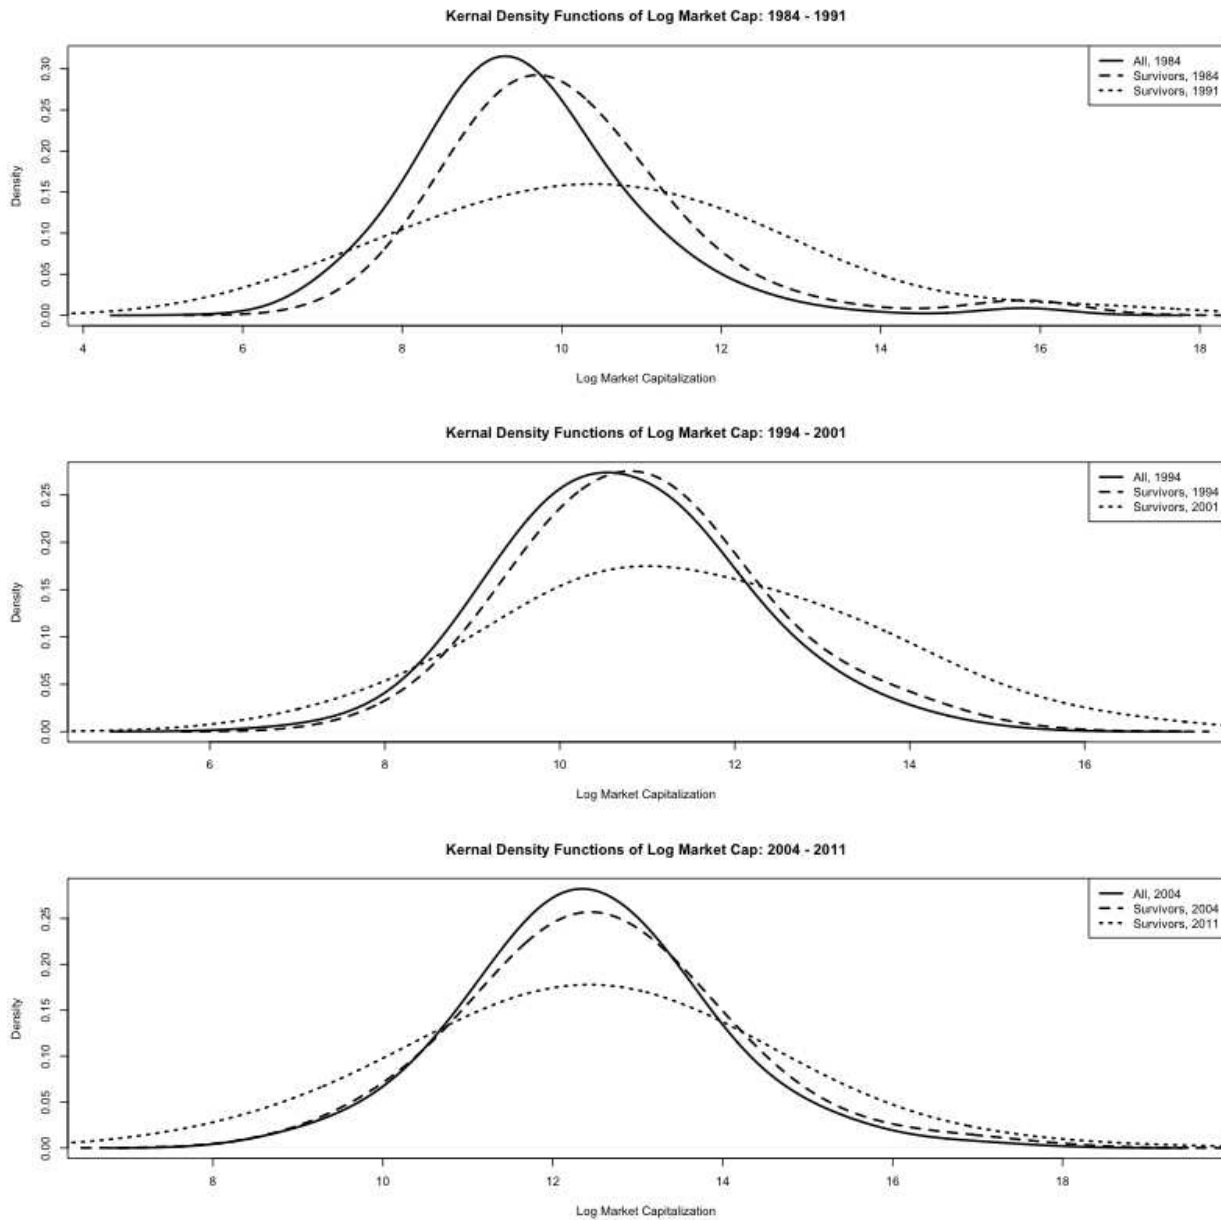 Kernal Density Functions of Log Market Cap: 1984 - 1991
All, 1984
Survivors, 1984
Survivors, 1991
Density
0.30
0.25
0.20
0.15
0.10
0.05
0.00
4 6 8 10 12 14 16 18
Log Market Capitalization
Kernal Density Functions of Log Market Cap: 1994 - 2001
All, 1994
Survivors, 1994
Survivors, 2001
Density
0.25
0.20
0.15
0.10
0.05
0.00
6 8 10 12 14 16
Log Market Capitalization
Kernal Density Functions of Log Market Cap: 2004 - 2011
All, 2004
Survivors, 2004
Survivors, 2011
Density
0.25
0.20
0.15
0.10
0.05
0.00
8 10 12 14 16 18
Log Market Capitalization